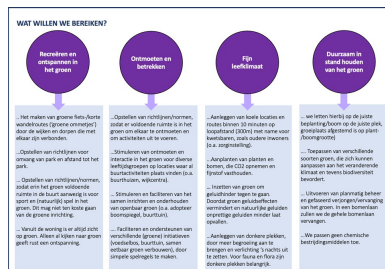 WAT WILLEN WE BEREIKEN?
Recreëren en
ontspannen in
het groen
…Het maken van groene fiets-/korte
wandelroutes ('groene ommetjes')
door de wijken en dorpen die met
elkaar zijn verbonden.
…Opstellen van richtlijnen voor
omvang van park en afstand tot het
park.
…Opstellen van richtlijnen/normen,
zodat erin het groen voldoende
ruimte in de buurt aanwezig is voor
sport en (natuurlijk) spel in het
groen. Dit mag niet ten koste gaan
van de groene inrichting.
… Vanuit de woning is er altijd zicht
op groen. Alleen al kijken naar groen
geeft rust een ontspanning.
Ontmoeten en
betrekken
…Opstellen van richtlijnen/normen,
zodat er voldoende ruimte is in het
groen om elkaar te ontmoeten en
om activiteiten uit te voeren.
…Stimuleren van ontmoeten en
interactie in het groen voor diverse
leeftijdsgroepen op locaties waar al
buurtactiviteiten plaats vinden (o.a.
buurthuizen, wijkcentra).
…Stimuleren en faciliteren van het
samen inrichten en onderhouden
van openbaar groen (o.a. adopteer
boomspiegel, buurttuin).
…Faciliteren en ondersteunen van
verschillende (groene) initiatieven
(voedselbos, buurttuin, samen
eetbaar groen verbouwen), door
simpele spelregels te maken.
Fijn
leefklimaat
…Aanleggen van koele locaties en
routes binnen 10 minuten op
loopafstand (300m) met name voor
kwetsbaren, zoals oudere inwoners
(o.a. zorginstelling).
…Aanplanten van planten en
bomen, die CO2 opnemen en
fijnstof vasthouden.
… Inzetten van groen om
geluidhinder tegen te gaan.
Doordat groen geluidseffecten
vermindert en natuurlijke geluiden
onprettige geluiden minder laat
opvallen.
…Aanleggen van donkere plekken,
door meer begroeiing aan te
brengen en verlichting 's nachts uit
te zetten. Voor fauna en flora zijn
donkere plekken belangrijk.
Duurzaam in
stand houden
van het groen
… we letten hierbij op de juiste
beplanting/boom op de juiste plek,
groeiplaats afgestemd is op plant-
/boomgrootte)
…. Toepassen van verschillende
soorten groen, die zich kunnen
aanpassen aan het veranderende
klimaat en tevens biodiversiteit
bevordert.
…Uitvoeren van planmatig beheer
en gefaseerd verjongen/vervanging
van het groen. In een bomenlaan
zullen we de gehele bomenlaan
vervangen.
…We passen geen chemische
bestrijdingsmiddelen toe.